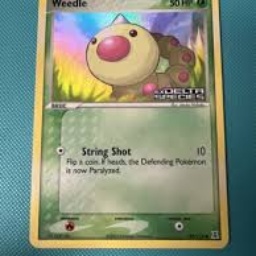 Weedle 50 HP
DELTA
SPECIES
BASIC
String Shot 10
Flip a coin. If heads, the Defending Pokémon
is now Paralyzed.